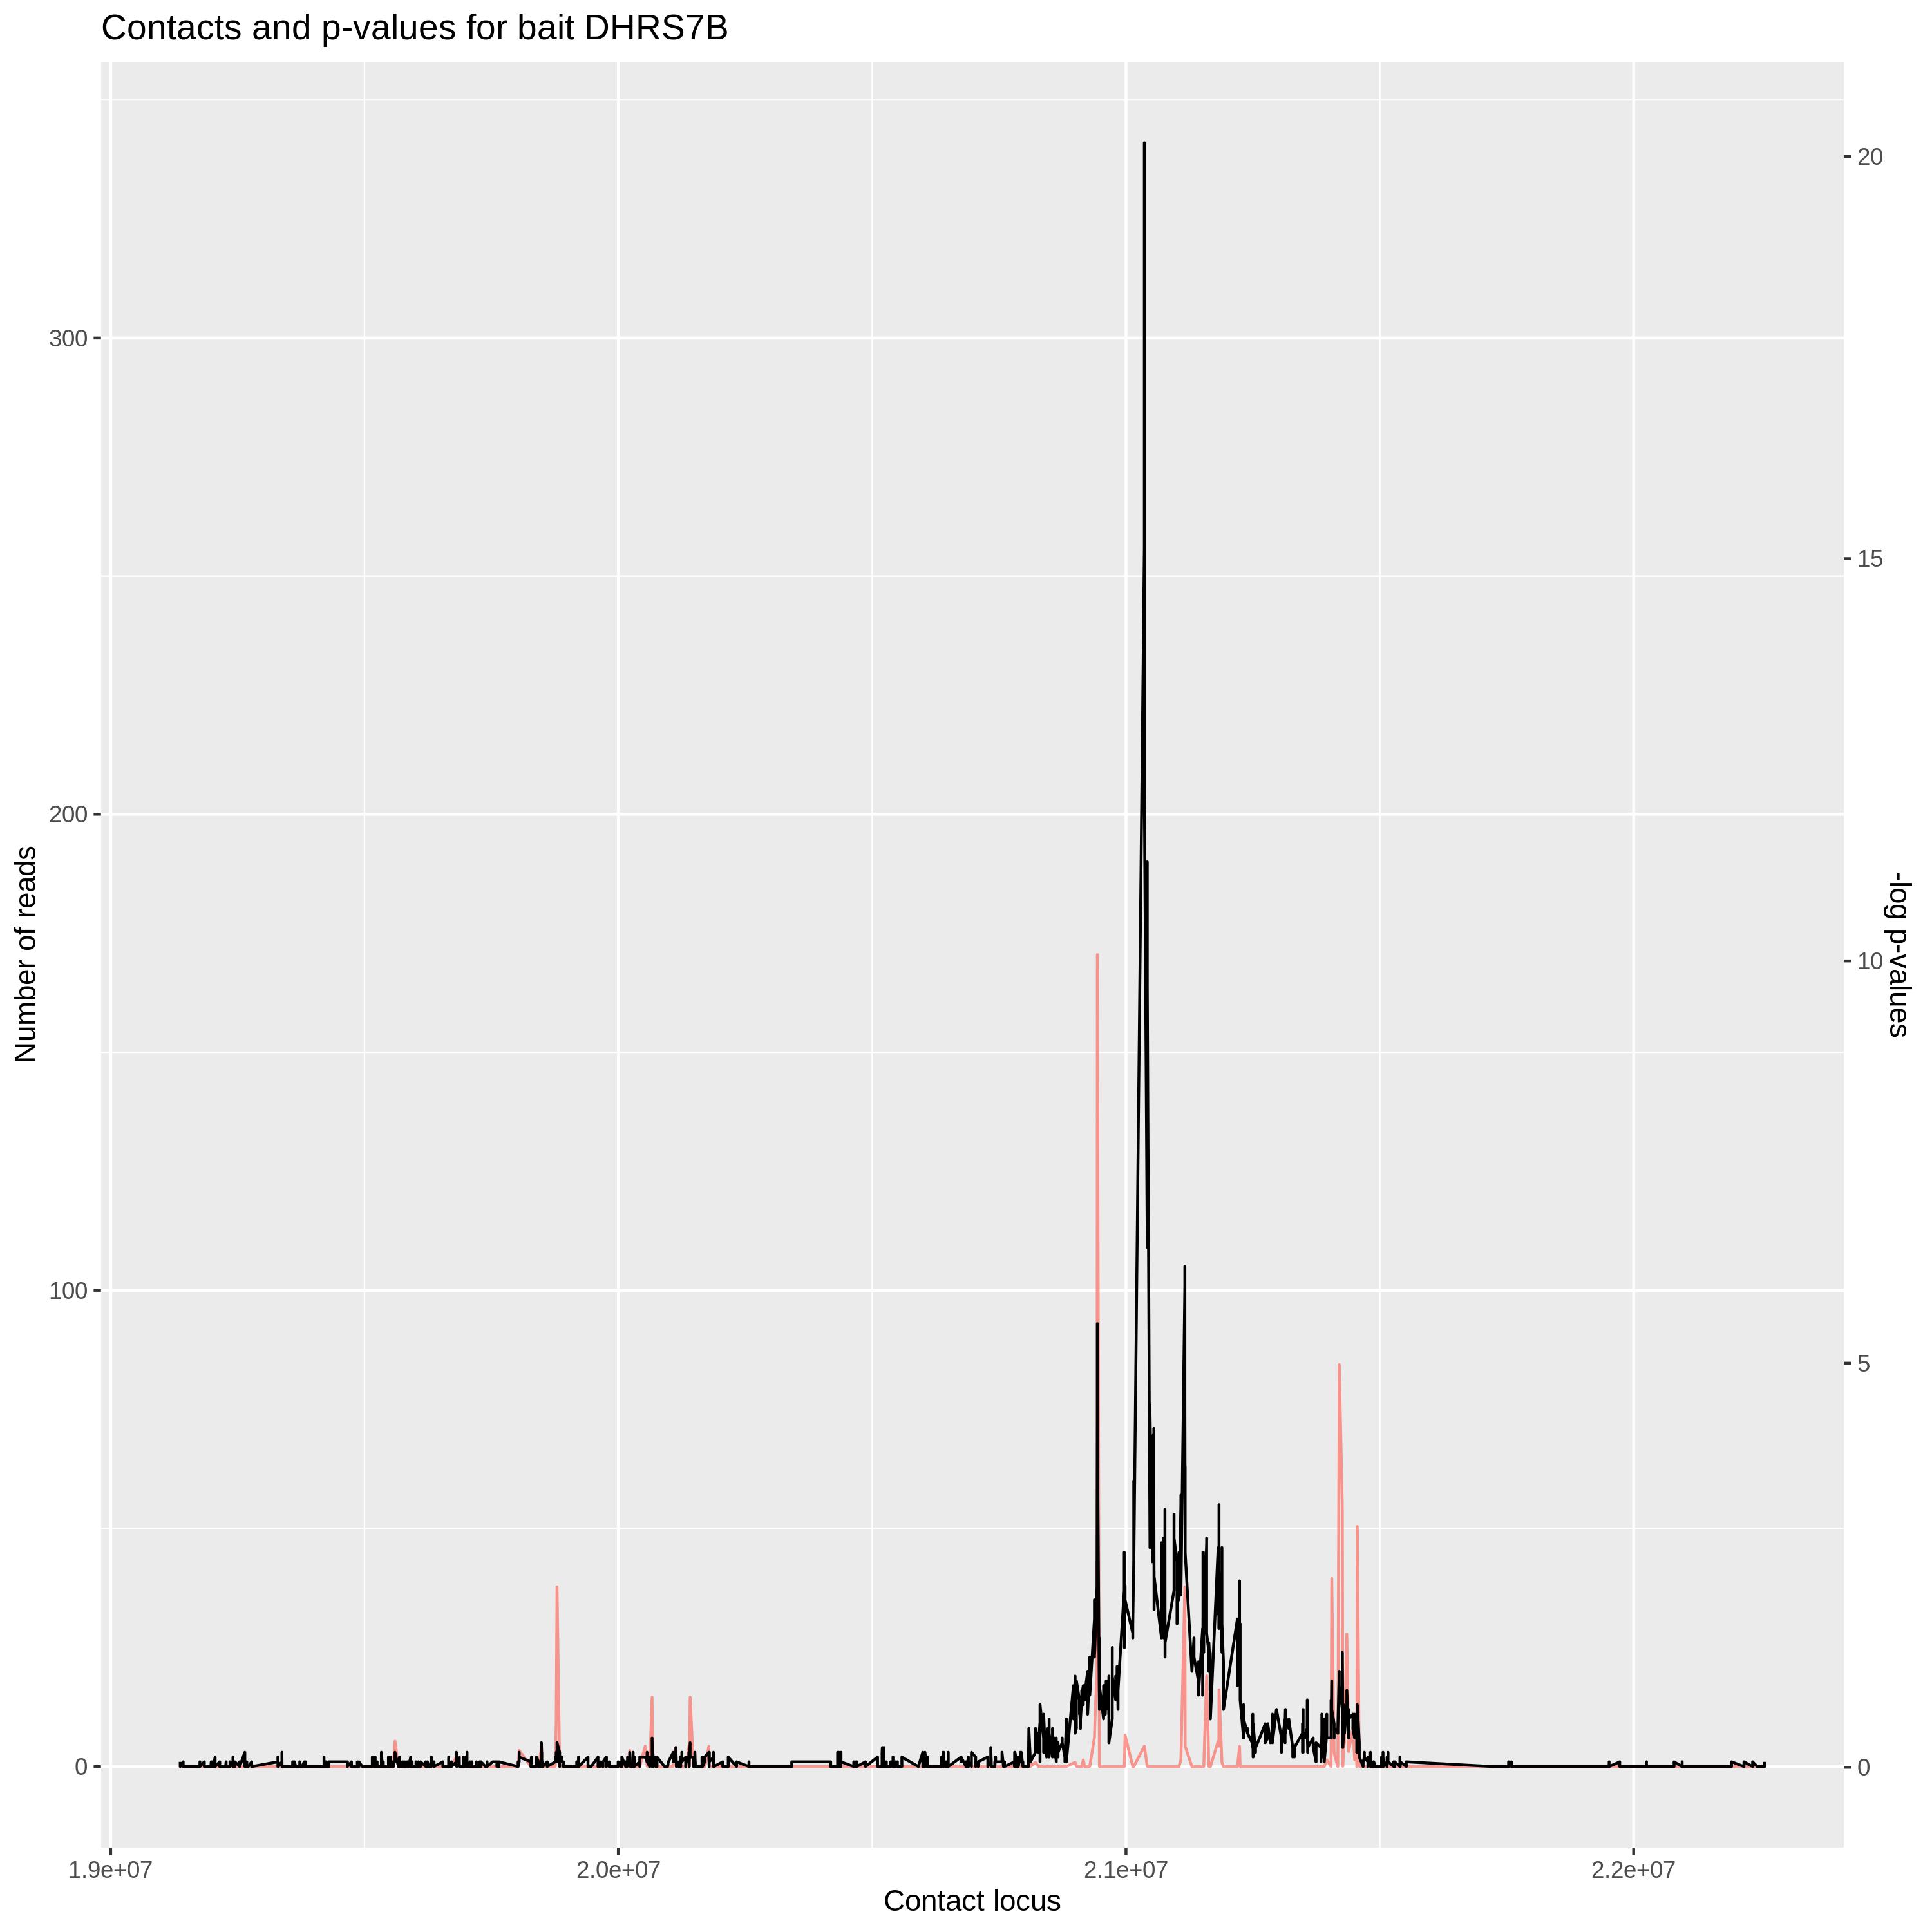 Contacts and p-values for bait DHRS7B
Number of reads
300
200
100
0
20
15
10
5
0
-log p-values
1.9e+07
2.0e+07
2.1e+07
2.2e+07
Contact locus